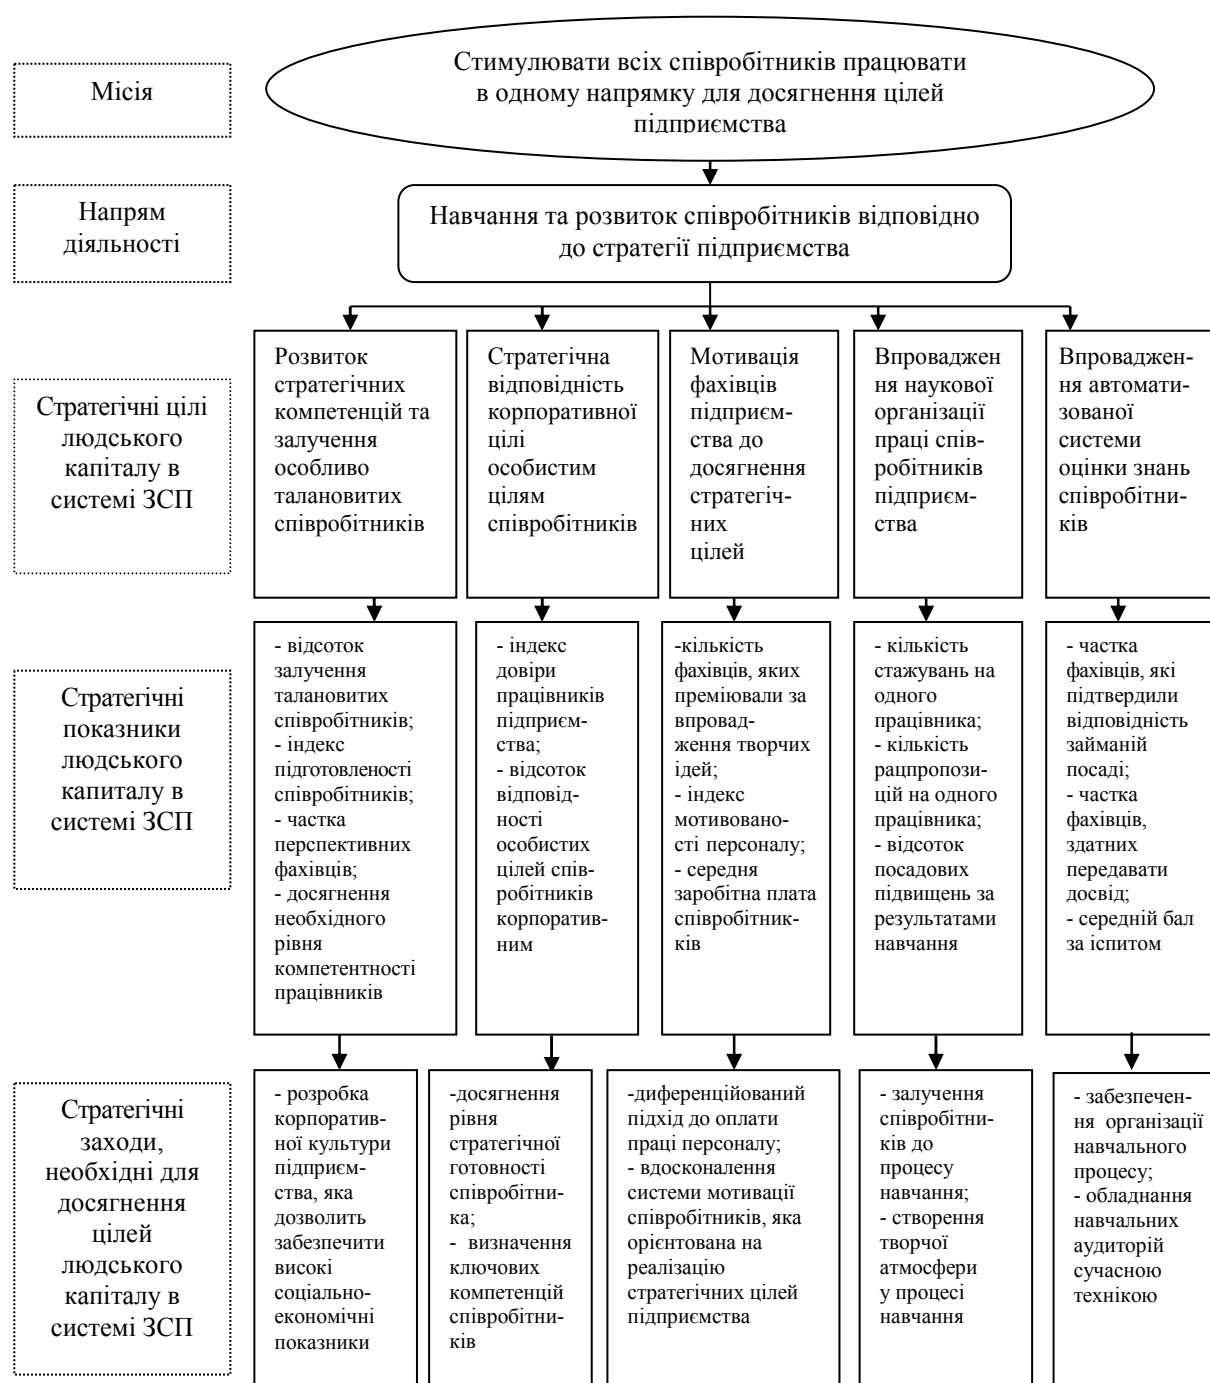 Місія
Стимулювати всіх співробітників працювати
в одному напрямку для досягнення цілей
підприємства
Напрям
діяльності
Навчання та розвиток співробітників відповідно
до стратегії підприємства
Стратегічні цілі
людського
капіталу в
системі ЗСП
Розвиток
стратегічних
компетенцій та
залучення
особливо
талановитих
співробітників
Стратегічна
відповідність
корпоративної
цілі
особистим
цілям
співробітників
Мотивація
фахівців
підприєм-
ства до
досягнення
стратегіч-
них
цілей
Впроваджен
ня наукової
організації
праці спів-
робітників
підприєм-
ства
Впроваджен-
ня автомати-
зованої
системи
оцінки знань
співробітни-
ків
Стратегічні
показники
людського
капиталу в
системі ЗСП
- відсоток
залучення
талановитих
співробітників;
- індекс
підготовленості
співробітників;
- частка
перспективних
фахівців;
- досягнення
необхідного
рівня
компетентності
працівників
- індекс
довіри
працівників
підприєм-
ства;
- відсоток
відповід-
ності
особистих
цілей спів-
робітників
корпоратив-
ним
-кількість
фахівців, яких
преміювали за
впровад-
ження творчих
ідей;
- індекс
мотивовано-
сті персоналу;
- середня
заробітна плата
співробітник-
ків
- кількість
стажувань на
одного
працівника;
- кількість
рацпропози-
цій на одного
працівника;
- відсоток
посадових
підвищень за
результатами
навчання
- частка
фахівців, які
підтвердили
відповідність
займаній
посаді;
- частка
фахівців,
здатних
передавати
досвід;
- середній бал
за іспитом
Стратегічні
заходи,
необхідні для
досягнення
цілей
людського
капіталу в
системі ЗСП
- розробка
корпоратив-
ної культури
підприєм-
ства, яка
дозволить
забезпечити
високі
соціально-
економічні
показники
-досягнення
рівня
стратегічної
готовності
співробітни-
ка;
- визначення
ключових
компетенцій
співробітни-
ків
-диференційований
підхід до оплати
праці персоналу;
- вдосконалення
системи мотивації
співробітників, яка
орієнтована на
реалізацію
стратегічних цілей
підприємства
- залучення
співробітни-
ків до
процесу
навчання;
- створення
творчої
атмосфери
у процесі
навчання
- забезпечен-
ня організації
навчального
процесу;
- обладнання
навчальних
аудиторій
сучасною
технікою